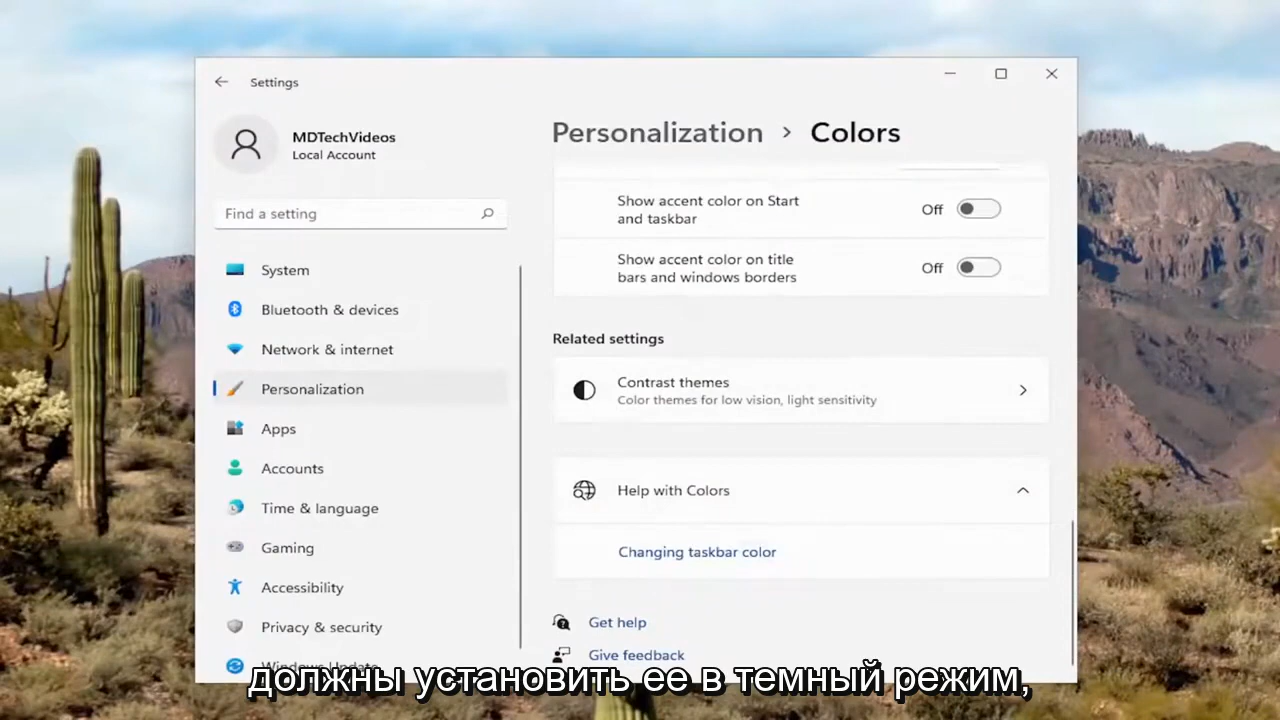 Settings
MDTechVideos
Local Account
Find a setting
System
Bluetooth & devices
Network & internet
Personalization
Apps
Accounts
Time & language
Gaming
Accessibility
Privacy & security
Windows Update
Personalization > Colors
Show accent color on Start
and taskbar
Off
Show accent color on title
bars and windows borders
Off
Related settings
Contrast themes
Color themes for low vision, light sensitivity
Help with Colors
Changing taskbar color
Get help
Give feedback
должны установить ее в темный режим,